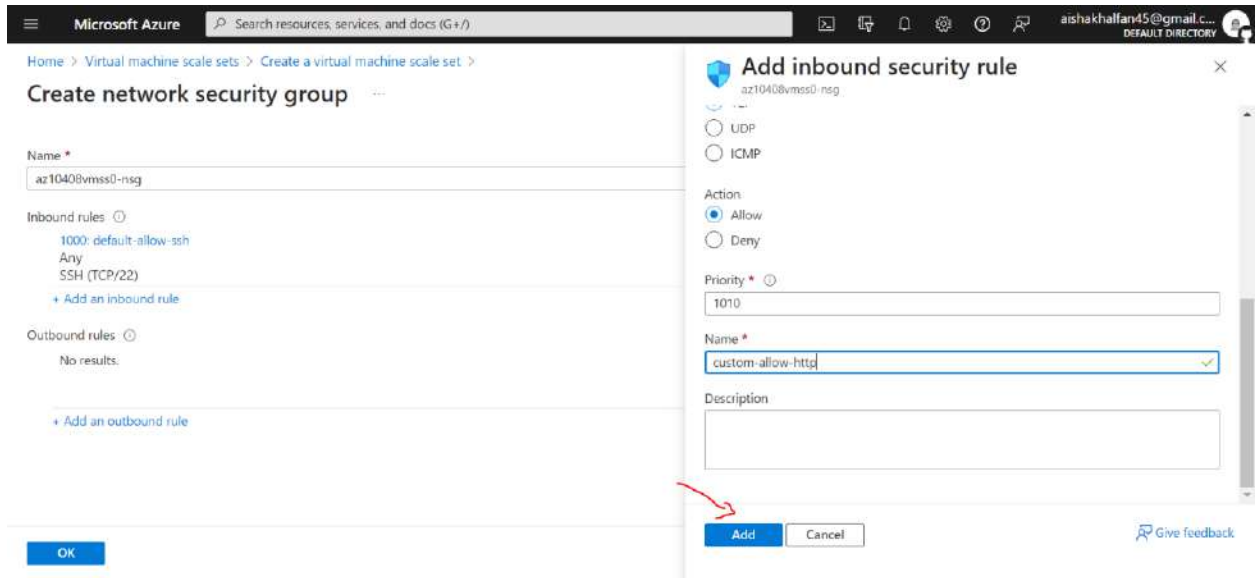 Microsoft Azure
Search resources, services, and docs (G+/)
aishakhalfan45@gmail.c...
DEFAULT DIRECTORY
Home > Virtual machine scale sets > Create a virtual machine scale set >
Create network security group ...
Name *
az10408vmss0-nsg
Inbound rules
1000: default-allow-ssh
Any
SSH (TCP/22)
+ Add an inbound rule
Outbound rules
No results.
+ Add an outbound rule
OK
Add inbound security rule
az10408vmss0-nsg
UDP
ICMP
Action
Allow
Deny
Priority *
1010
Name *
custom-allow-http
Description
Add
Cancel
Give feedback